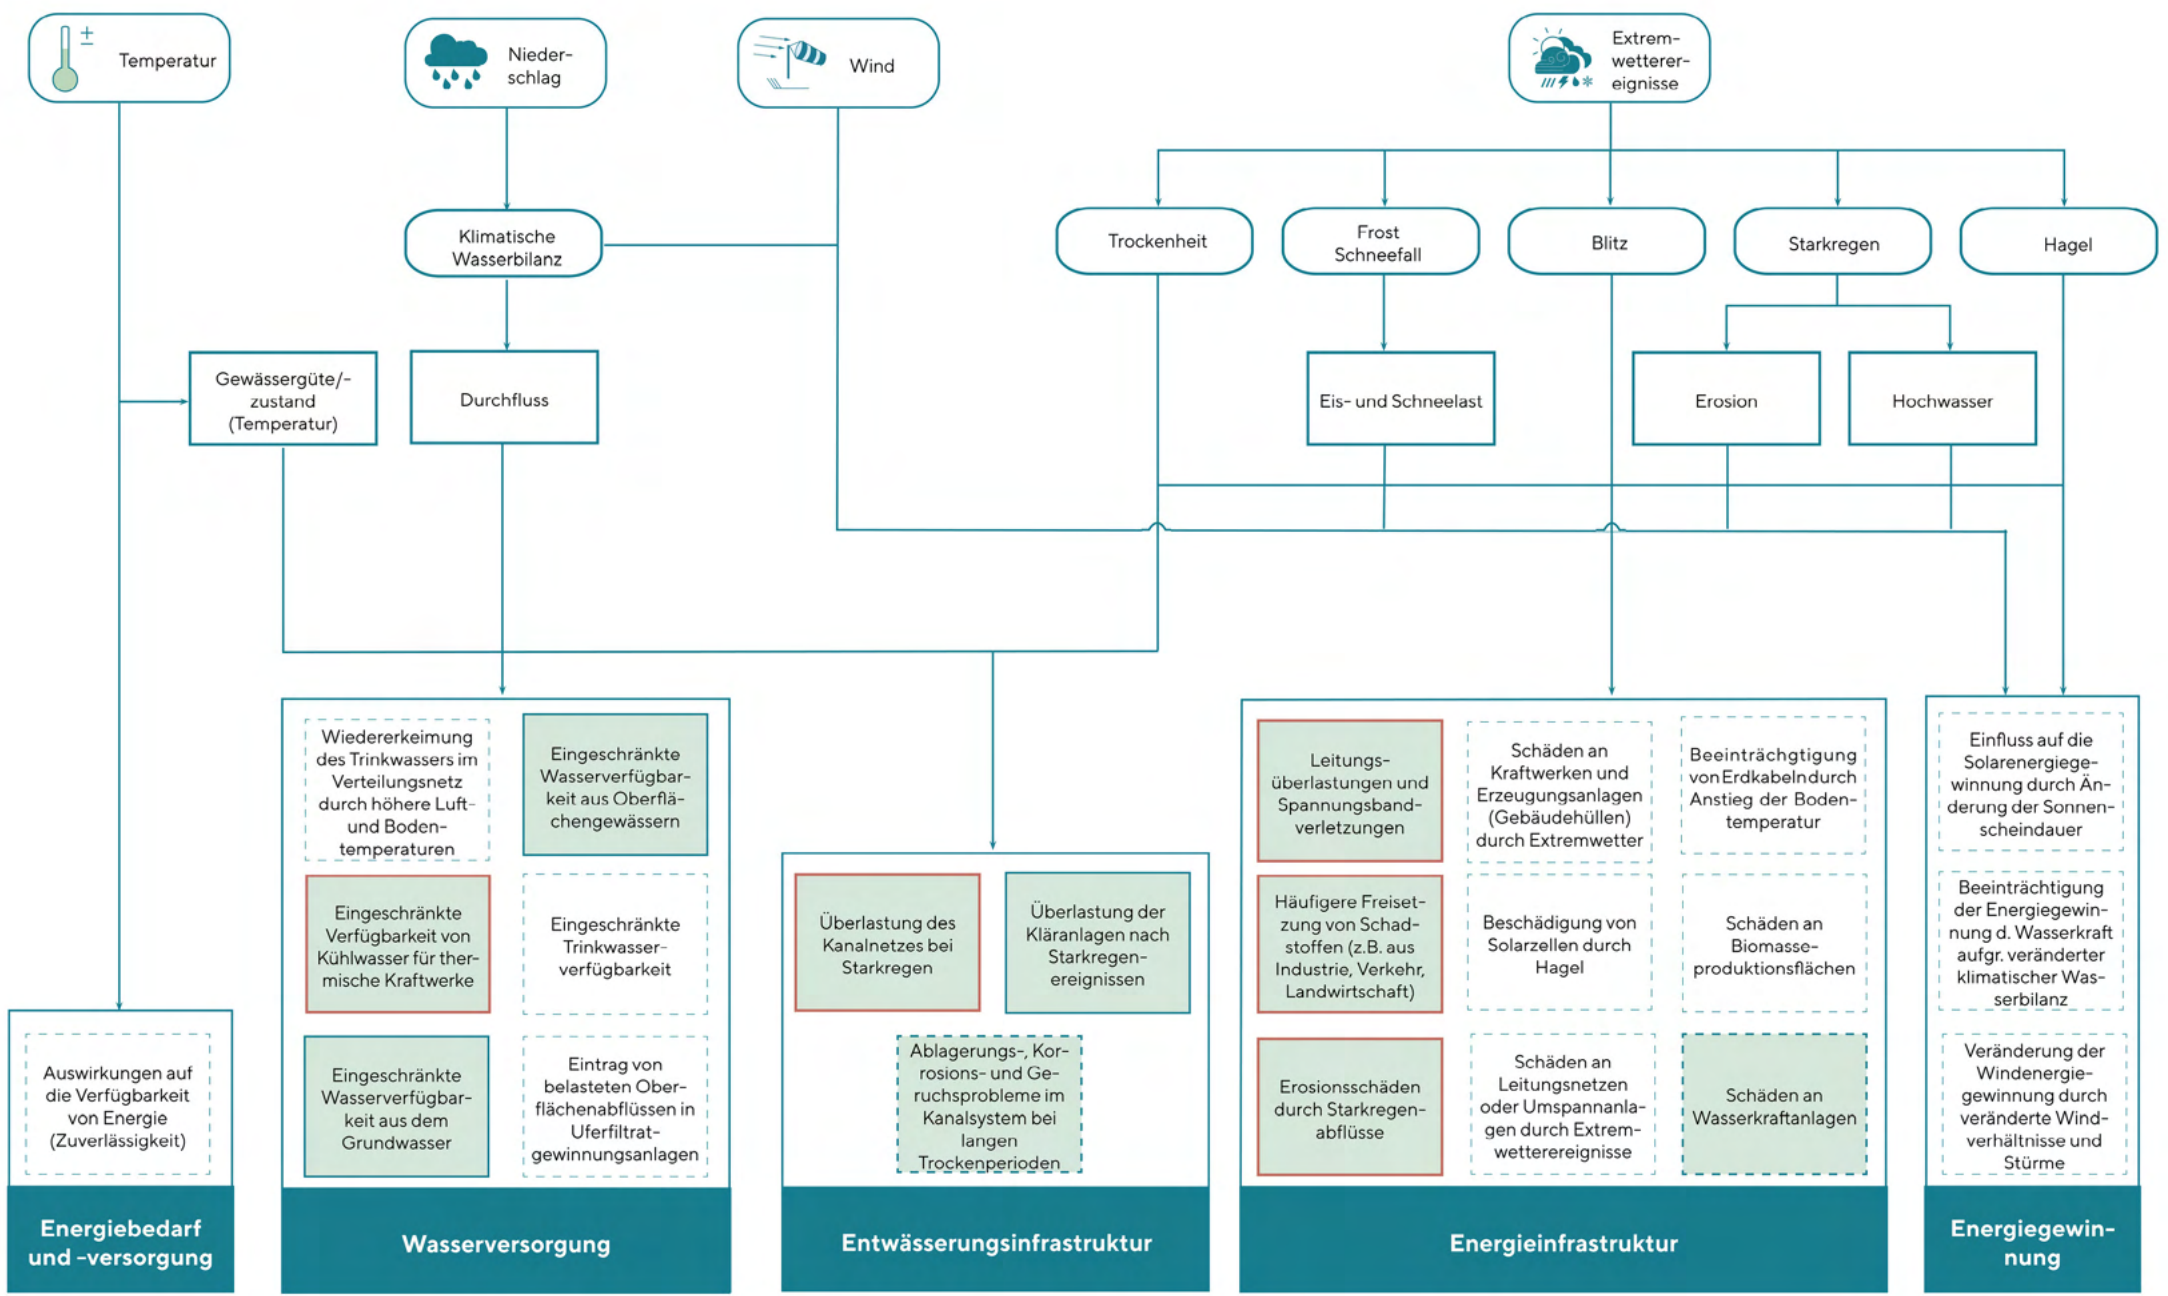 Temperatur
Nieder-
schlag
Wind
Extrem-
wetterer-
eignisse
Klimatische
Wasserbilanz
Trockenheit
Frost
Schneefall
Blitz
Starkregen
Hagel
Gewässergüte/-
zustand
(Temperatur)
Durchfluss
Eis- und Schneelast
Erosion
Hochwasser
Auswirkungen auf
die Verfügbarkeit
von Energie
(Zuverlässigkeit)
Energiebedarf
und -versorgung
Wiedererkeimung
des Trinkwassers im
Verteilungsnetz
durch höhere Luft-
und Boden-
temperaturen
Eingeschränkte
Wasserverfügbar-
keit aus Oberflä-
chengewässern
Eingeschränkte
Verfügbarkeit von
Kühlwasser für ther-
mische Kraftwerke
Eingeschränkte
Trinkwasser-
verfügbarkeit
Eingeschränkte
Wasserverfügbar-
keit aus dem
Grundwasser
Eintrag von
belasteten Ober-
flächenabflüssen in
Uferfiltrat-
gewinnungsanlagen
Wasserversorgung
Überlastung des
Kanalnetzes bei
Starkregen
Überlastung der
Kläranlagen nach
Starkregen-
ereignissen
Ablagerungs-, Kor-
rosions- und Ge-
ruchsprobleme im
Kanalsystem bei
langen
Trockenperioden
Entwässerungsinfrastruktur
Leitungs-
überlastungen und
Spannungsband-
verletzungen
Schäden an
Kraftwerken und
Erzeugungsanlagen
(Gebäudehüllen)
durch Extremwetter
Beeinträchgtigung
von Erdkabeln durch
Anstieg der Boden-
temperatur
Häufigere Freiset-
zung von Schad-
stoffen (z.B. aus
Industrie, Verkehr,
Landwirtschaft)
Beschädigung von
Solarzellen durch
Hagel
Schäden an
Biomasse-
produktionsflächen
Erosionsschäden
durch Starkregen-
abflüsse
Schäden an
Leitungsnetzen
oder Umspannanla-
gen durch Extrem-
wetterereignisse
Schäden an
Wasserkraftanlagen
Energieinfrastruktur
Einfluss auf die
Solarenergiege-
winnung durch Än-
derung der Sonnen-
scheindauer
Beeinträchtigung
der Energiegewin-
nung d. Wasserkraft
aufgr. veränderter
klimatischer Was-
serbilanz
Veränderung der
Windenergie-
gewinnung durch
veränderte Wind-
verhältnisse und
Stürme
Energiegewin-
nung